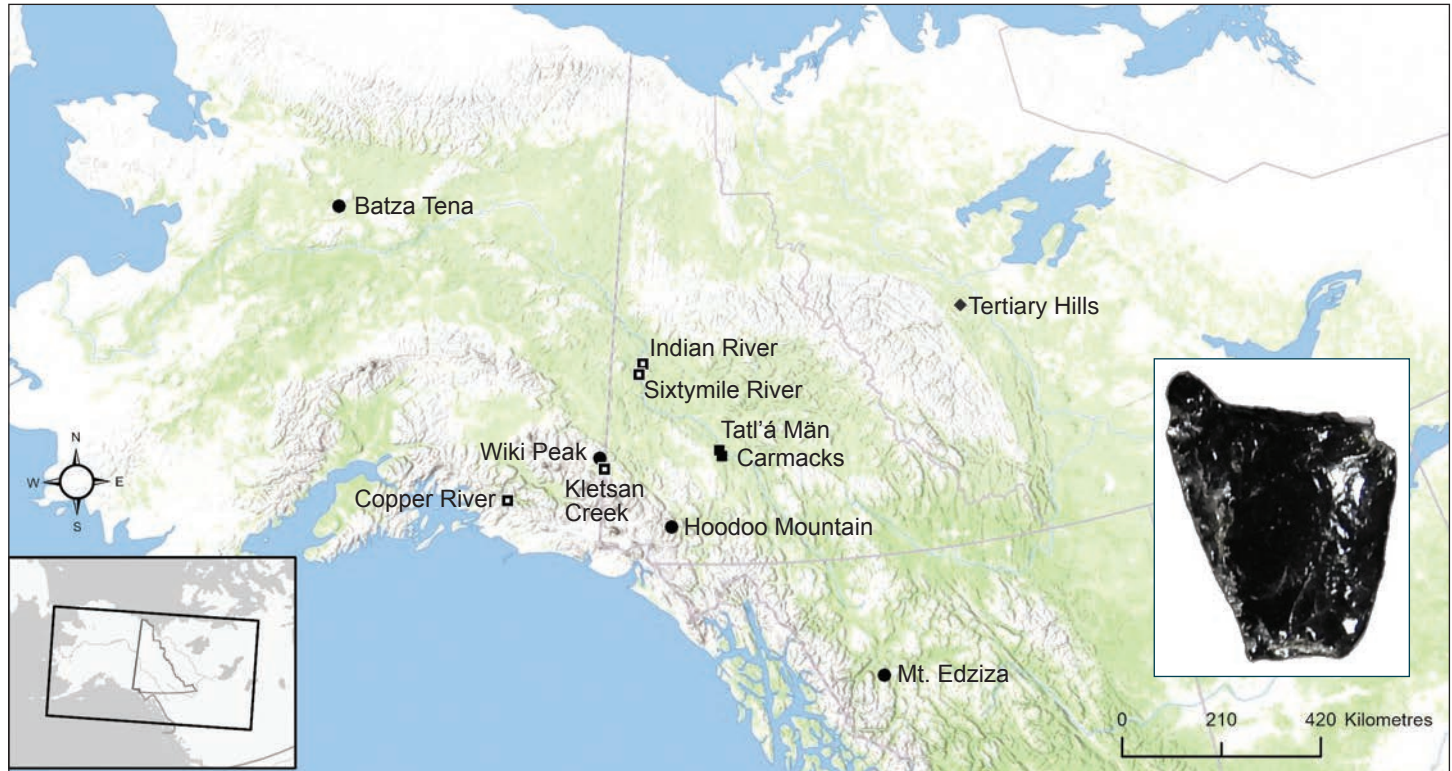 Batza Tena
Tertiary Hills
Indian River
Sixtymile River
Tatl'á Män
Carmacks
Wiki Peak
Kletsan
Creek
Copper River
Hoodoo Mountain
Mt. Edziza
N
W
E
S
0 210 420 Kilometres